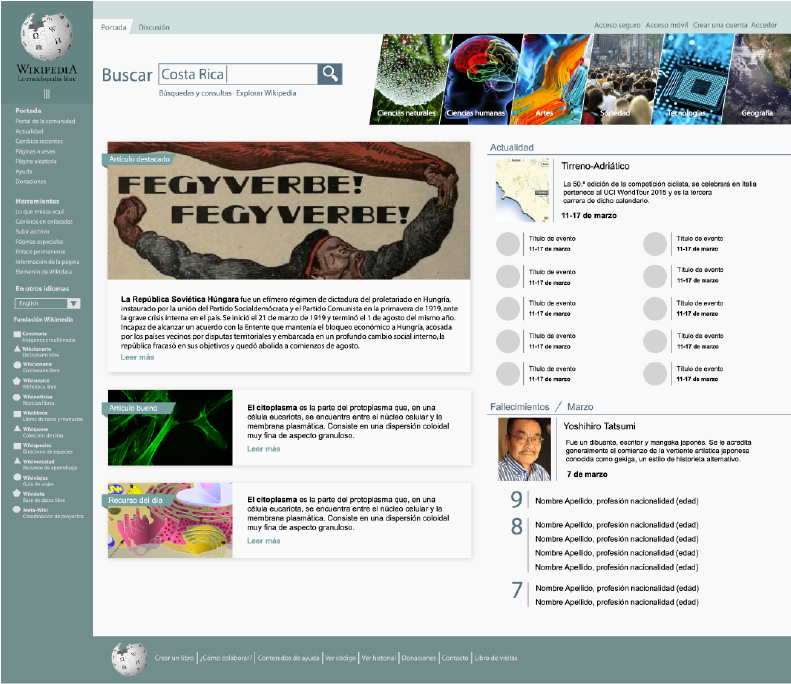 WIKIPEDIA
La enciclopedia libre
Portada
Portal de la comunidad
Actualidad
Cambios recientes
Páginas nuevas
Página aleatoria
Ayuda
Donaciones
Herramientas
Lo que enlaza aquí
Cambios en enlazadas
Subir archivo
Páginas especiales
Enlace permanente
Información de la página
Elemento de Wikidata
En otros idiomas
English
Fundación Wikimedia
Commons
Imágenes y multimedia
Wikcionario
Diccionario libre
Wikcionario
Diccionario libre
Wikisource
Biblioteca libre
Wikinoticias
Noticias libres
Wikilibros
Libros de texto y manuales
Wikiquote
Colección de citas
Wikispecies
Directorio de especies
Wikiversidad
Recursos de aprendizaje
Wikiviajes
Guía de viajes
Wikidata
Base de datos libre
Meta-Wiki
Coordinación de proyectos
Portada
Discusión
Acceso seguro Acceso móvil Crear una cuenta Acceder
Buscar
Costa Rica
Búsquedas y consultas · Explorar Wikipedia
Ciencias naturales
Ciencias humanas
Artes
Sociedad
Tecnologías
Geografía
Artículo destacado
FEGYVERBE!
FEGYVERBE!
La República Soviética Húngara fue un efímero régimen de dictadura del proletariado en Hungría,
instaurado por la unión del Partido Socialdemócrata y el Partido Comunista en la primavera de 1919, ante
la grave crisis interna en el país. Se inició el 21 de marzo de 1919 y terminó el 1 de agosto del mismo año.
Incapaz de alcanzar un acuerdo con la Entente que mantenía el bloqueo económico a Hungría, acosada
por los países vecinos por disputas territoriales y embarcada en un profundo cambio social interno, la
república fracasó en sus objetivos y quedó abolida a comienzos de agosto.
Leer más
Artículo bueno
El citoplasma es la parte del protoplasma que, en una
célula eucariota, se encuentra entre el núcleo celular y la
membrana plasmática. Consiste en una dispersión coloidal
muy fina de aspecto granuloso.
Leer más
Recurso del día
El citoplasma es la parte del protoplasma que, en una
célula eucariota, se encuentra entre el núcleo celular y la
membrana plasmática. Consiste en una dispersión coloidal
muy fina de aspecto granuloso.
Leer más
Actualidad
Tirreno-Adriático
La 50.ª edición de la competición ciclista, se celebrará en Italia
pertenece al UCI WorldTour 2015 y es la tercera
carrera de dicho calendario.
11-17 de marzo
Título de evento
11-17 de marzo
Título de evento
11-17 de marzo
Título de evento
11-17 de marzo
Título de evento
11-17 de marzo
Título de evento
11-17 de marzo
Título de evento
11-17 de marzo
Título de evento
11-17 de marzo
Título de evento
11-17 de marzo
Título de evento
11-17 de marzo
Título de evento
11-17 de marzo
Fallecimientos / Marzo
Yoshihiro Tatsumi
Fue un dibuante, escritor y mangaka japonés. Se le acredita
generalmente el comienzo de la vertiente artística japonesa
conocida como gekiga, un estilo de historieta alternativo.
7 de marzo
9
Nombre Apellido, profesión nacionalidad (edad)
8
Nombre Apellido, profesión nacionalidad (edad)
Nombre Apellido, profesión nacionalidad (edad)
Nombre Apellido, profesión nacionalidad (edad)
Nombre Apellido, profesión nacionalidad (edad)
7
Nombre Apellido, profesión nacionalidad (edad)
Nombre Apellido, profesión nacionalidad (edad)
Crear un libro | ¿Cómo colaborar? | Contenidos de ayuda | Ver código | Ver historial | Donaciones | Contacto | Libro de visitas